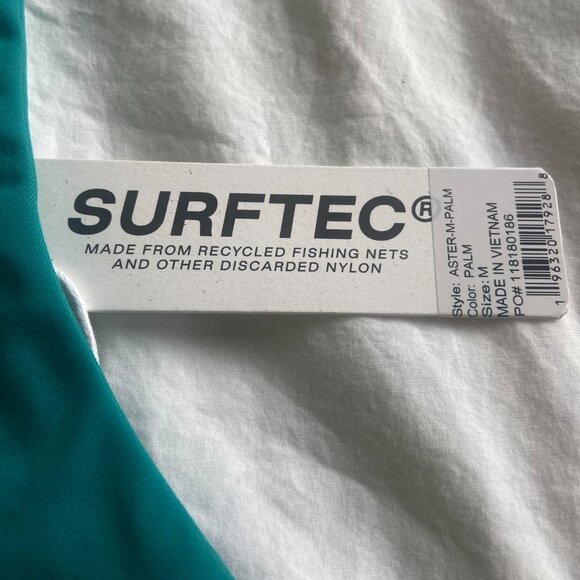 SURFTEC®
MADE FROM RECYCLED FISHING NETS
AND OTHER DISCARDED NYLON
Style: ASTER-M-PALM
Color: PALM
Size: M
MADE IN VIETNAM
PO# 118180186
1 96320 17928 8